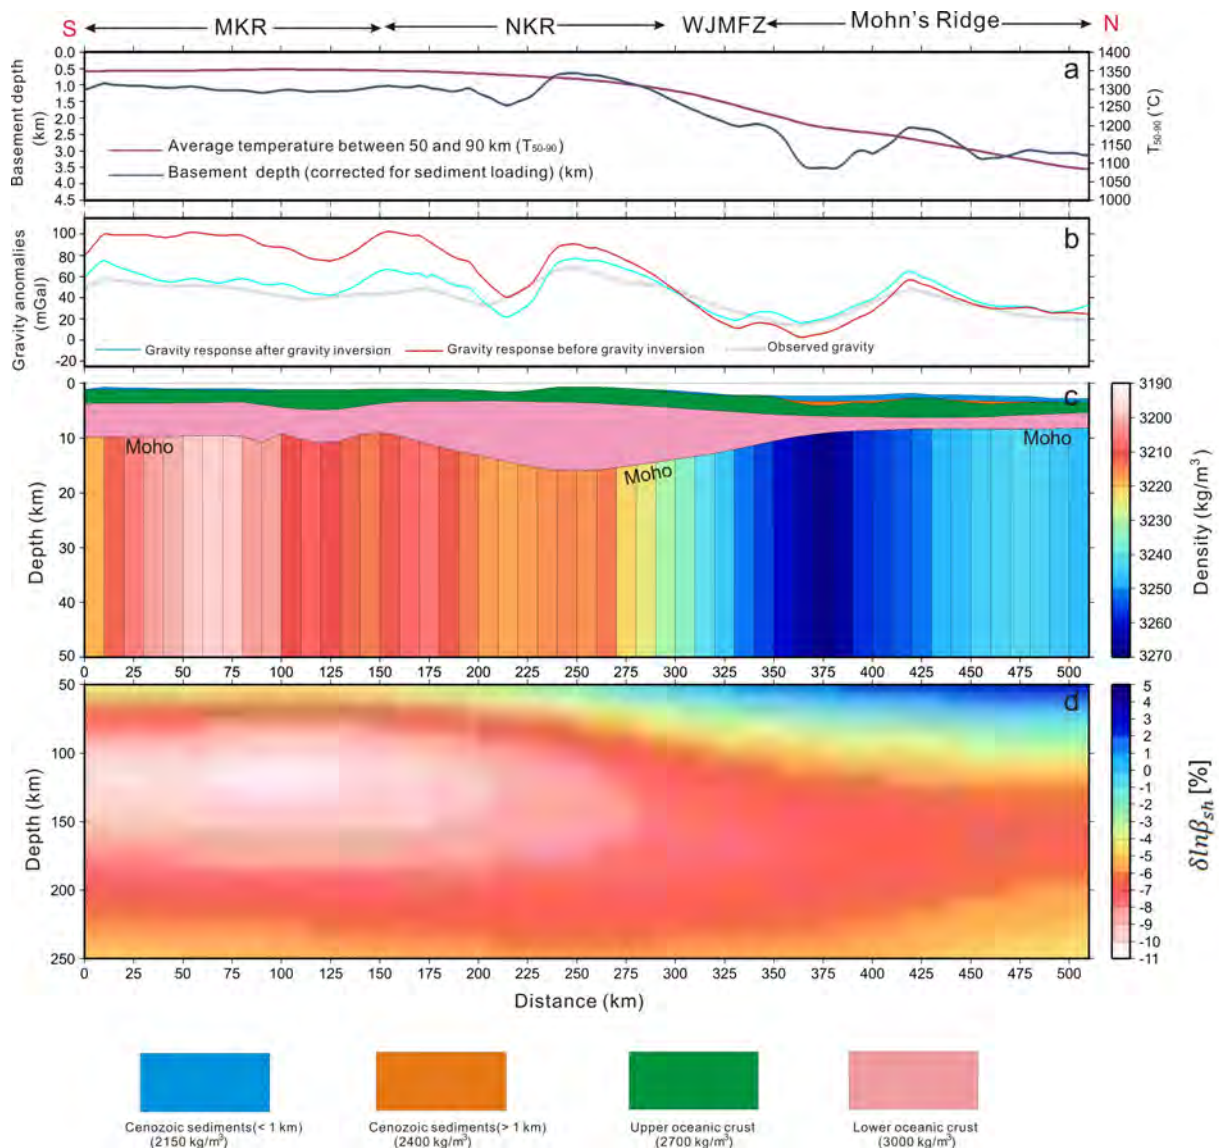 S MKR NKR WJMFZ Mohn's Ridge N
a
Basement depth
(km)
0.0
0.5
1.0
1.5
2.0
2.5
3.0
3.5
4.0
4.5
Average temperature between 50 and 90 km (T50-90)
Basement depth (corrected for sediment loading) (km)
1400
1350
1300
1250
1200
1150
1100
1050
1000
T50-90 (°C)
b
Gravity anomalies
(mGal)
100
80
60
40
20
0
-20
Gravity response after gravity inversion Gravity response before gravity inversion Observed gravity
c
Depth (km)
0
10
20
30
40
50
Moho Moho Moho
3190
3200
3210
3220
3230
3240
3250
3260
3270
Density (kg/m3)
0 25 50 75 100 125 150 175 200 225 250 275 300 325 350 375 400 425 450 475 500
d
Depth (km)
50
100
150
200
250
5
4
3
2
1
0
-1
-2
-3
-4
-5
-6
-7
-8
-9
-10
-11
δlnβsh [%]
0 25 50 75 100 125 150 175 200 225 250 275 300 325 350 375 400 425 450 475 500
Distance (km)
Cenozoic sediments(< 1 km)
(2150 kg/m3)
Cenozoic sediments(> 1 km)
(2400 kg/m3)
Upper oceanic crust
(2700 kg/m3)
Lower oceanic crust
(3000 kg/m3)